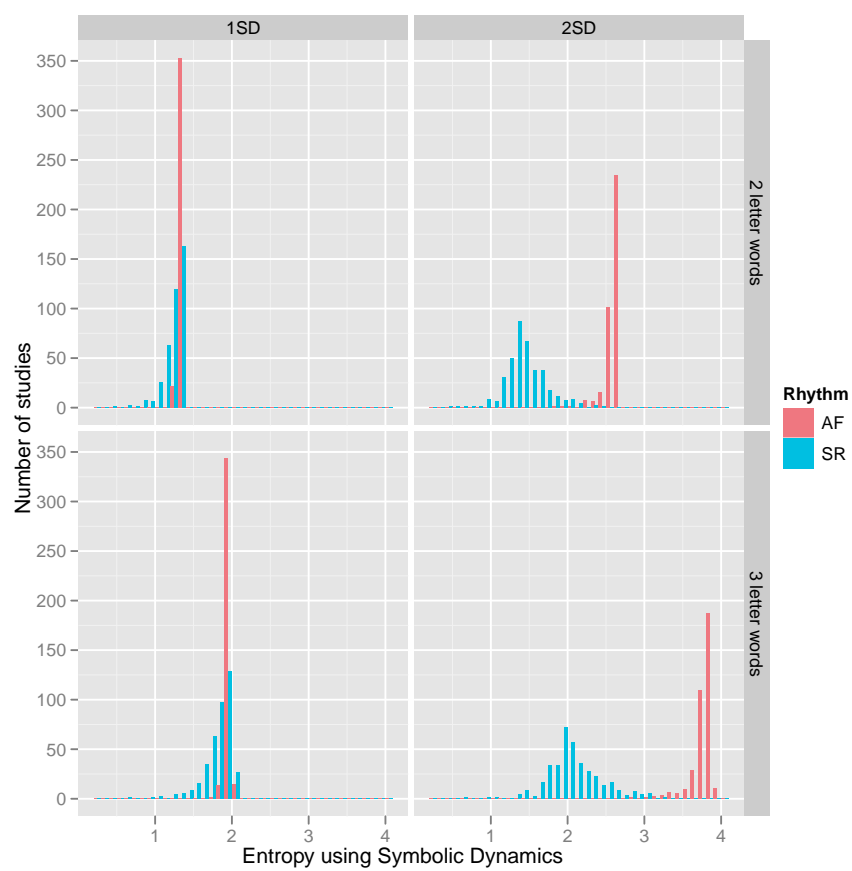 1SD
2SD
350
300
250
200
150
100
50
0
2 letter words
350
300
250
200
150
100
50
0
3 letter words
Number of studies
1
2
3
4
1
2
3
4
Entropy using Symbolic Dynamics
Rhythm
AF
SR